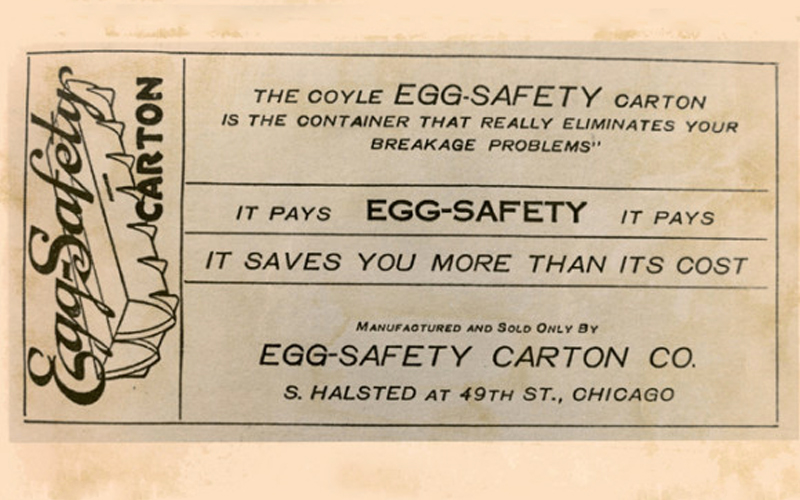 Egg-Safety
CARTON
THE COYLE EGG-SAFETY CARTON
IS THE CONTAINER THAT REALLY ELIMINATES YOUR
BREAKAGE PROBLEMS"
IT PAYS EGG-SAFETY IT PAYS
IT SAVES YOU MORE THAN ITS COST
MANUFACTURED AND SOLD ONLY BY
EGG-SAFETY CARTON CO.
S. HALSTED AT 49TH ST., CHICAGO